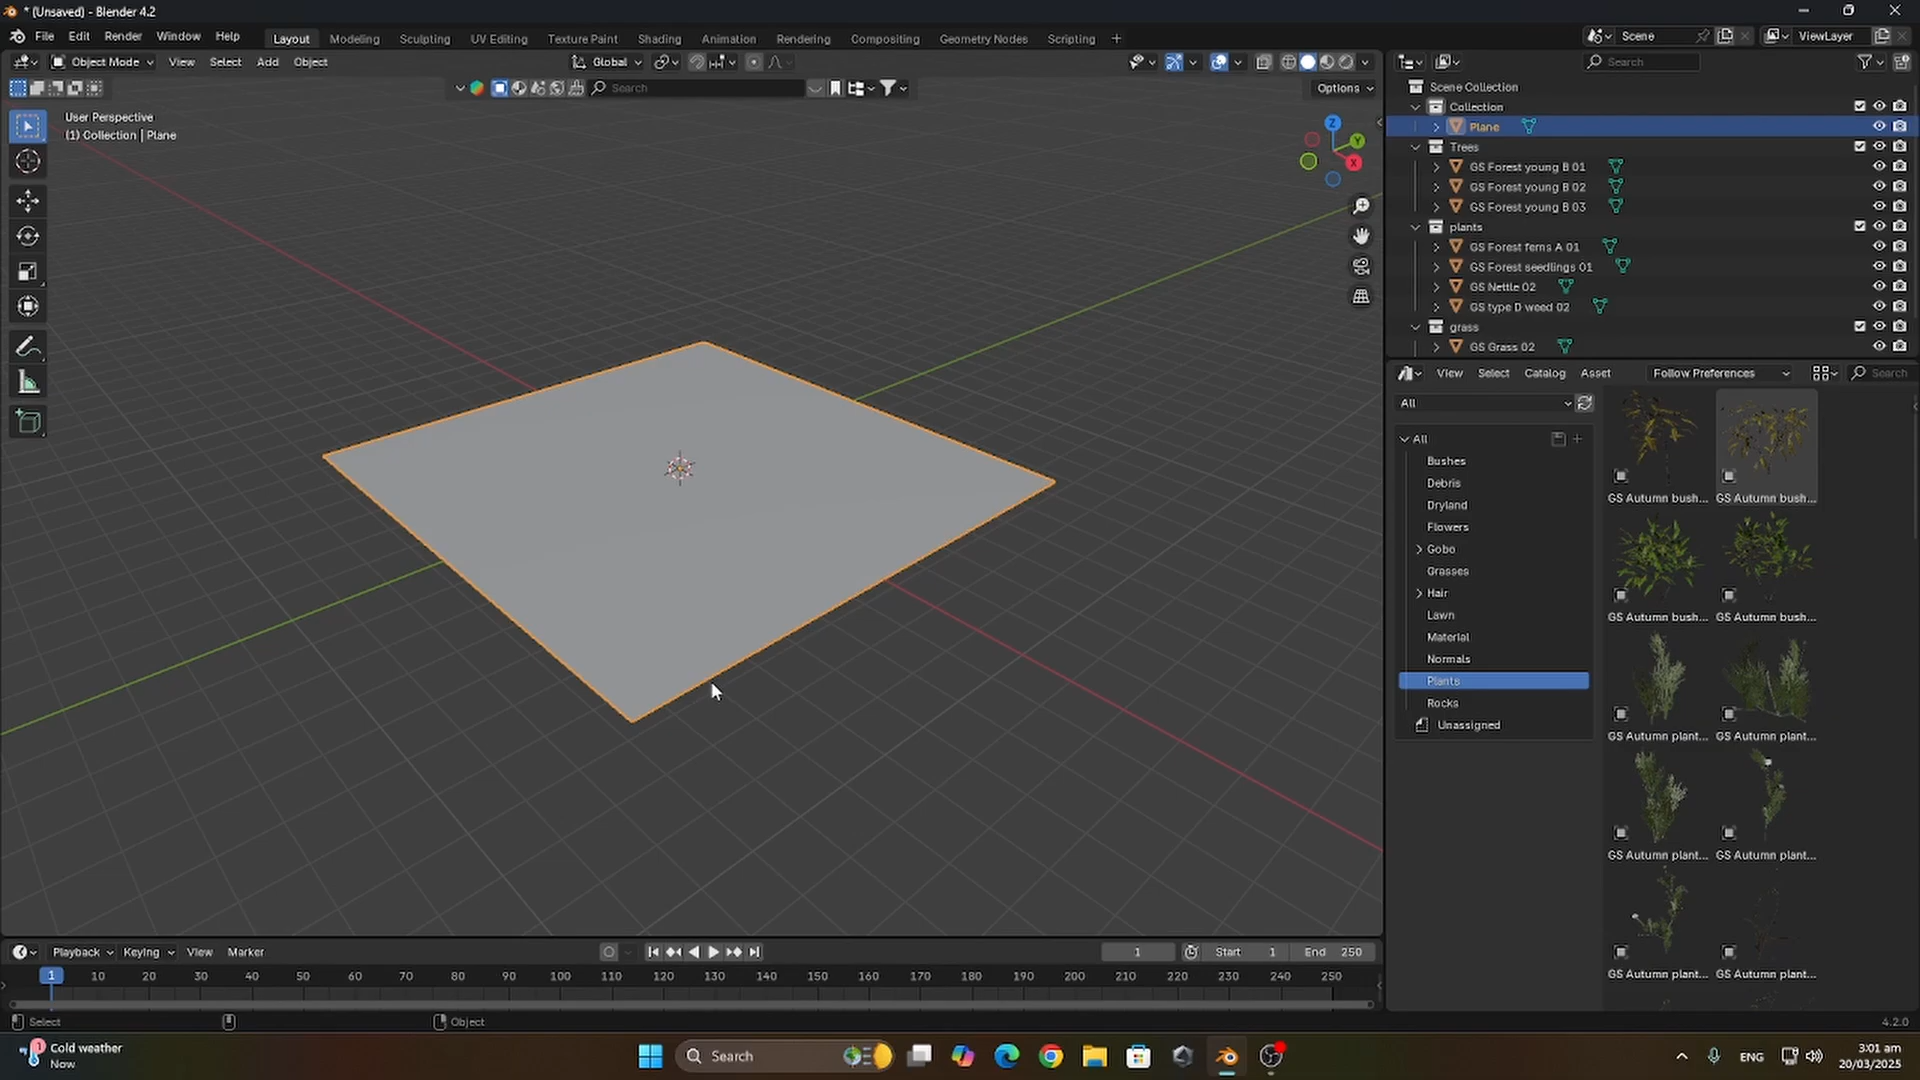 * (Unsaved) - Blender 4.2
File Edit Render Window Help
Layout Modeling Sculpting UV Editing Texture Paint Shading Animation Rendering Compositing Geometry Nodes Scripting +
Scene ViewLayer
Object Mode View Select Add Object Global
Search
Search Options
User Perspective
(1) Collection | Plane
Z
Y
X
Scene Collection
Collection
Plane
Trees
GS Forest young B 01
GS Forest young B 02
GS Forest young B 03
plants
GS Forest ferns A 01
GS Forest seedlings 01
GS Nettle 02
GS type D weed 02
grass
GS Grass 02
View Select Catalog Asset Follow Preferences Search
All
All
Bushes
Debris
Dryland
Flowers
Gobo
Grasses
Hair
Lawn
Material
Normals
Plants
Rocks
Unassigned
GS Autumn bush... GS Autumn bush...
GS Autumn bush... GS Autumn bush...
GS Autumn plant... GS Autumn plant...
GS Autumn plant... GS Autumn plant...
GS Autumn plant... GS Autumn plant...
Playback Keying View Marker 1 Start 1 End 250
1 10 20 30 40 50 60 70 80 90 100 110 120 130 140 150 160 170 180 190 200 210 220 230 240 250
Select Object 4.2.0
1 Cold weather
Now
Search
ENG
3:01 am
20/03/2025